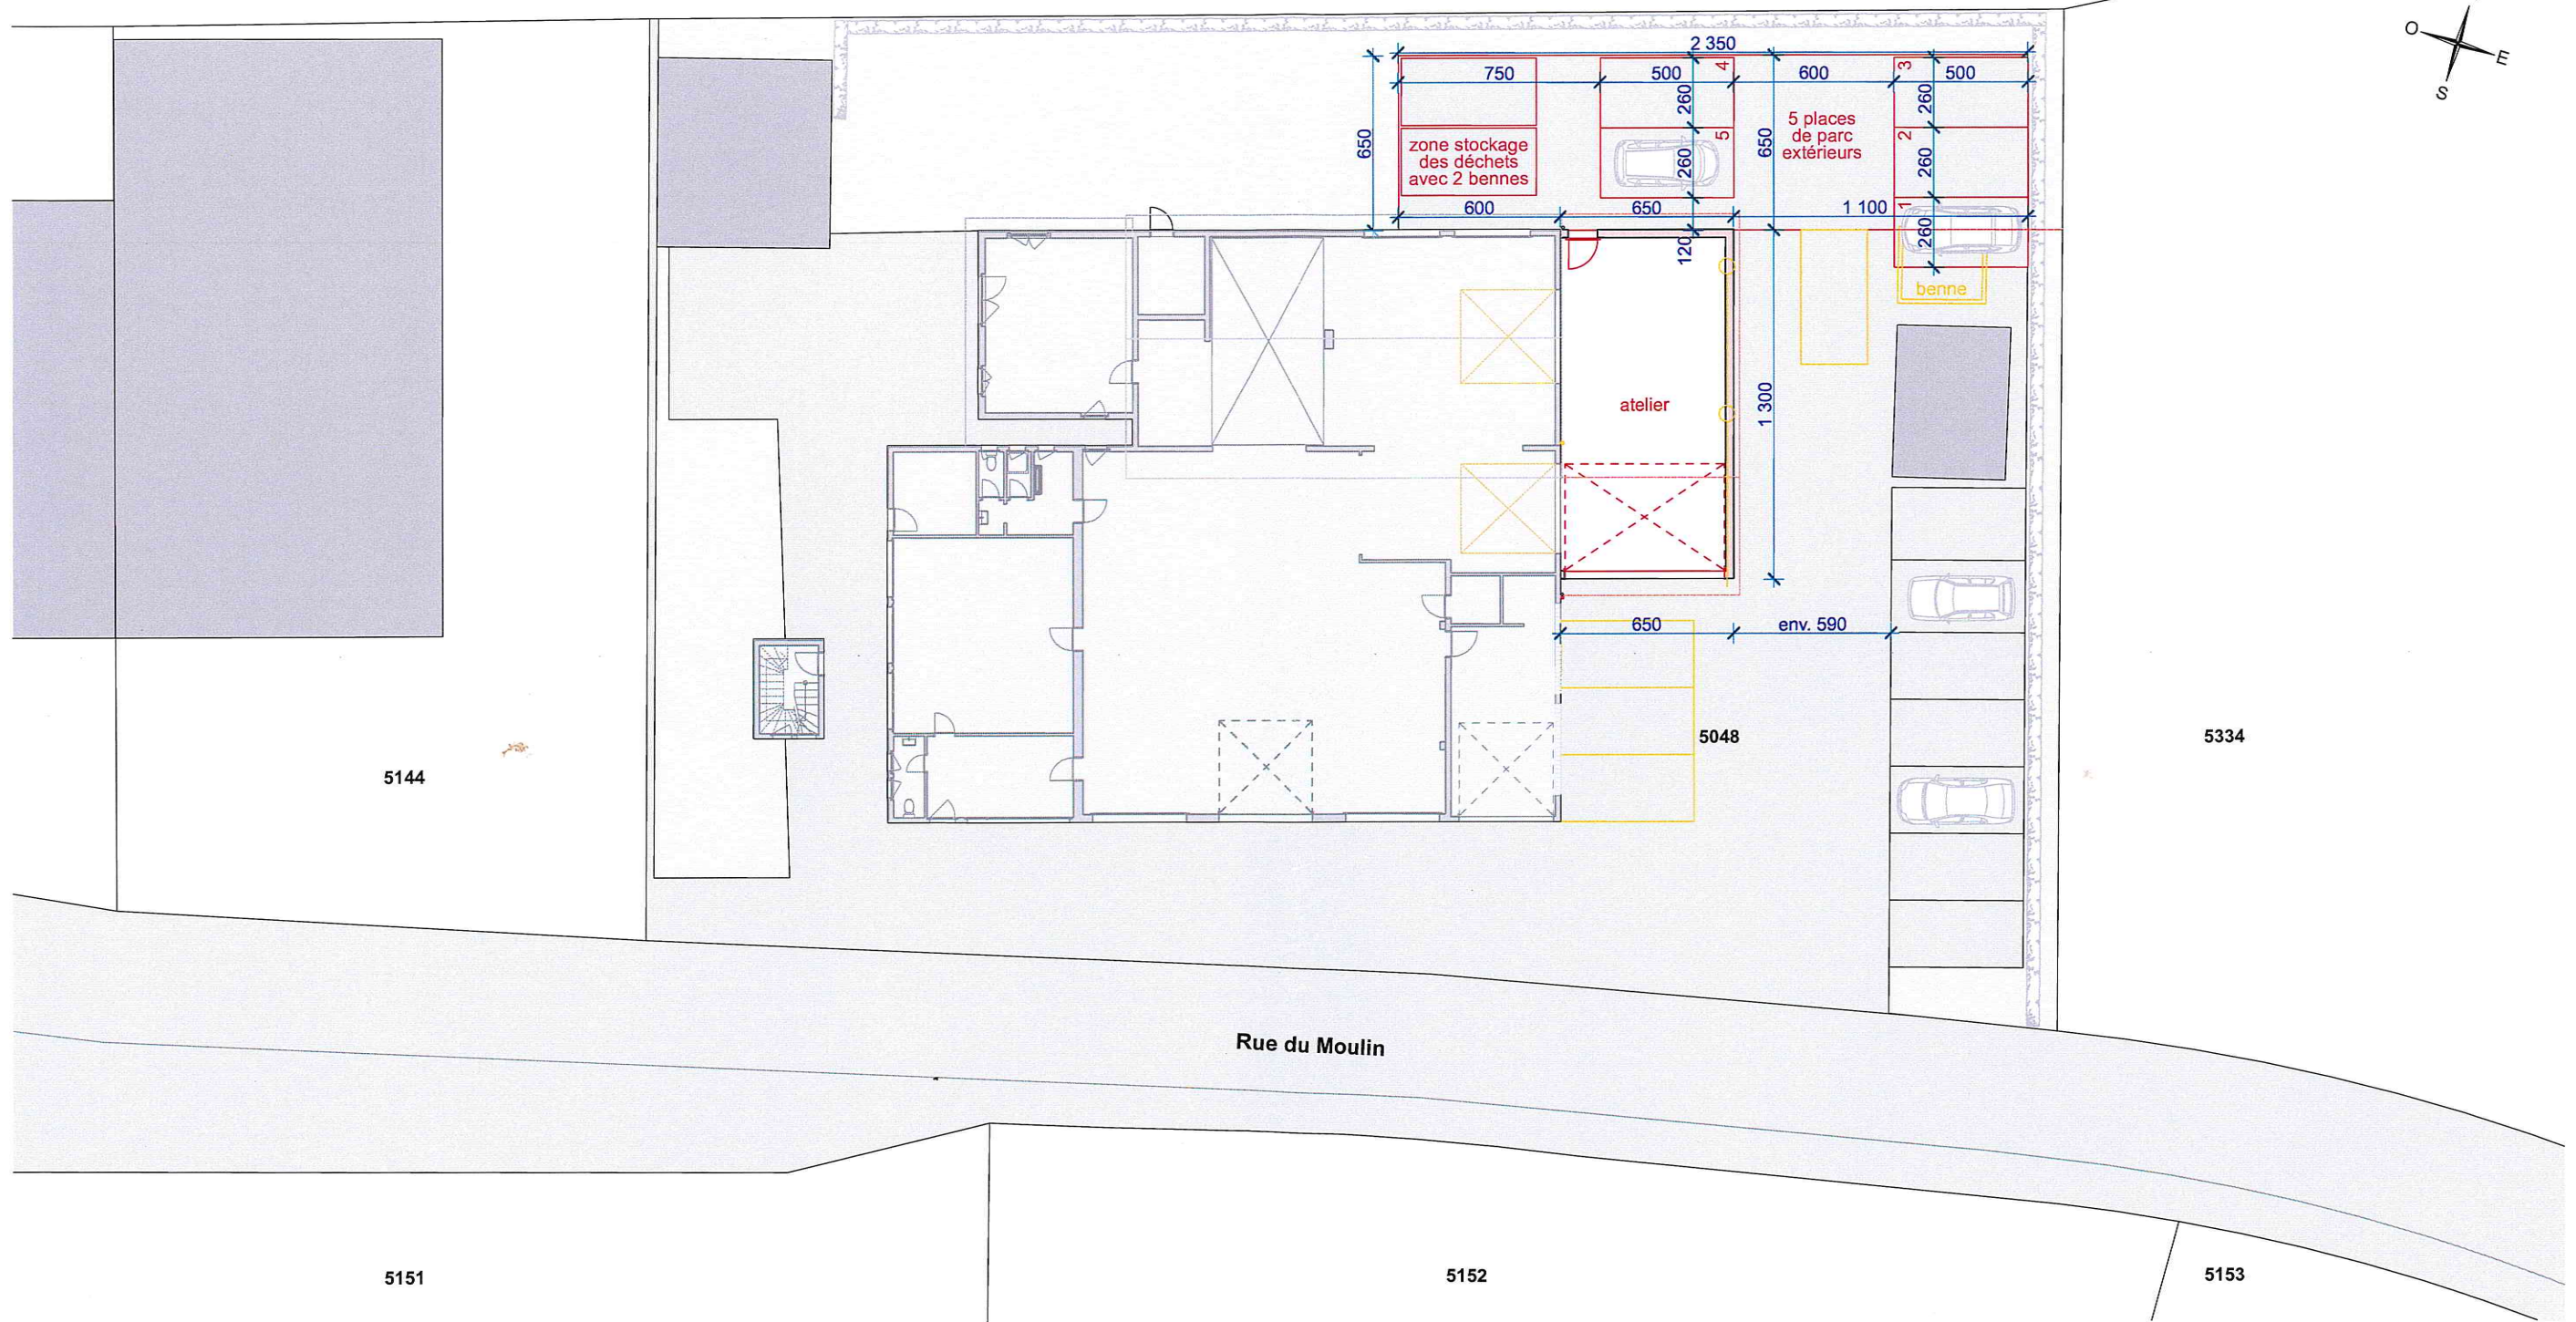 O
E
S
2 350
750
500
4
600
3
500
260
260
650
zone stockage
des déchets
avec 2 bennes
5
260
650
5 places
de parc
extérieurs
2
260
600
650
1 100
1
260
120
benne
atelier
1 300
650
env. 590
5048
5334
5144
Rue du Moulin
5151
5152
5153